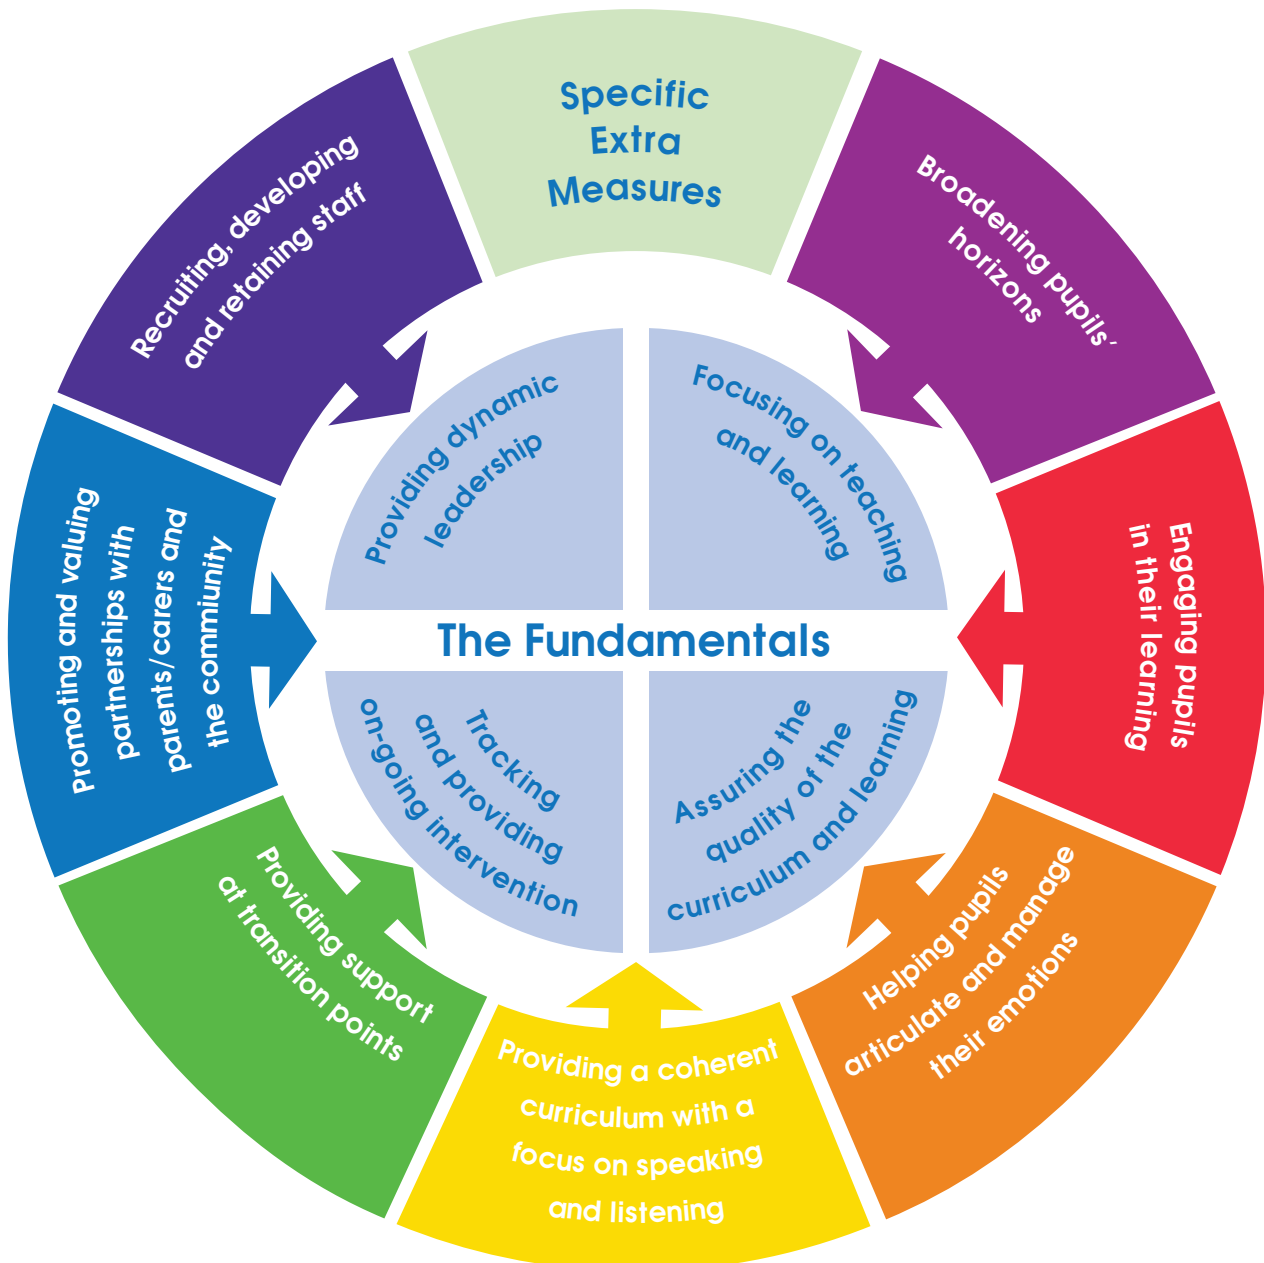 Specific
Extra
Measures
Broadening pupils’
horizons
Engaging pupils
in their learning
Helping pupils
articulate and manage
their emotions
Providing a coherent
curriculum with a
focus on speaking
and listening
Providing support
at transition points
Promoting and valuing
partnerships with
parents/carers and
the commiunity
Recruiting, developing
and retaining staff
Providing dynamic
leadership
Focusing on teaching
and learning
The Fundamentals
Tracking
and providing
on-going intervention
Assuring the
quality of the
curriculum and learning